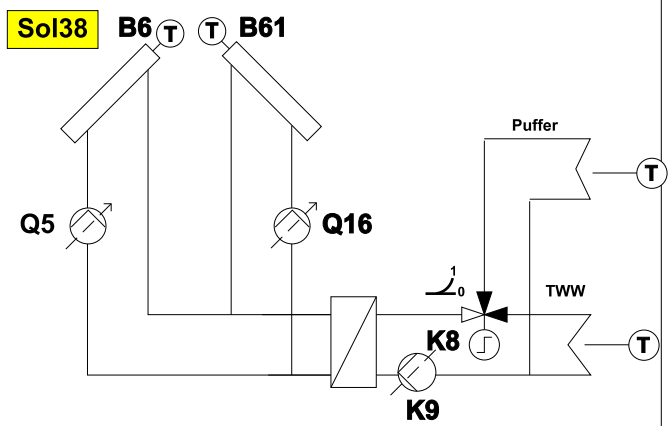 Sol38
B6 T T B61
Puffer
T
Q5 Q16
1
0
TWW
K8 T
K9